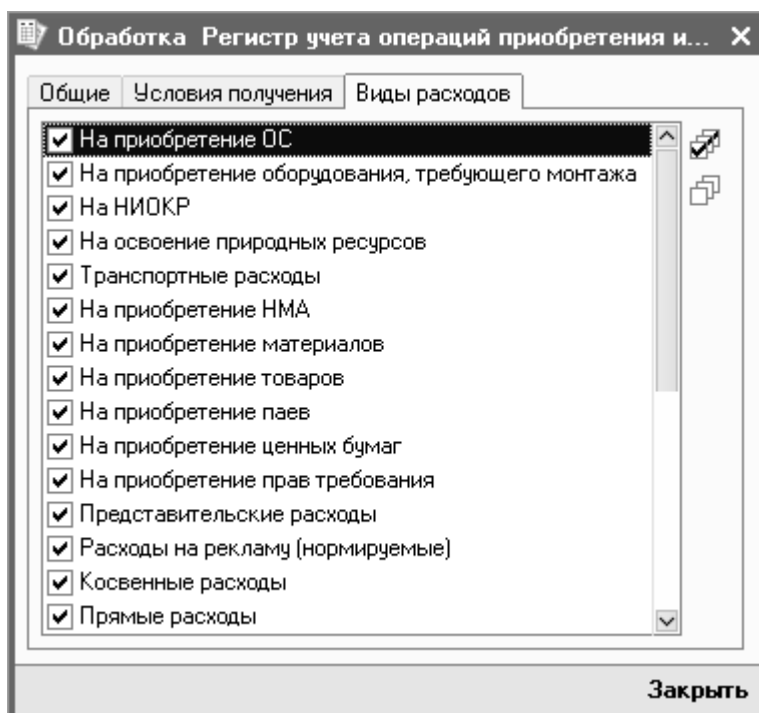 Обработка Регистр учета операций приобретения и...
Общие Условия получения Виды расходов
На приобретение ОС
На приобретение оборудования, требующего монтажа
На НИОКР
На освоение природных ресурсов
Транспортные расходы
На приобретение НМА
На приобретение материалов
На приобретение товаров
На приобретение паев
На приобретение ценных бумаг
На приобретение прав требования
Представительские расходы
Расходы на рекламу (нормируемые)
Косвенные расходы
Прямые расходы
Закрыть